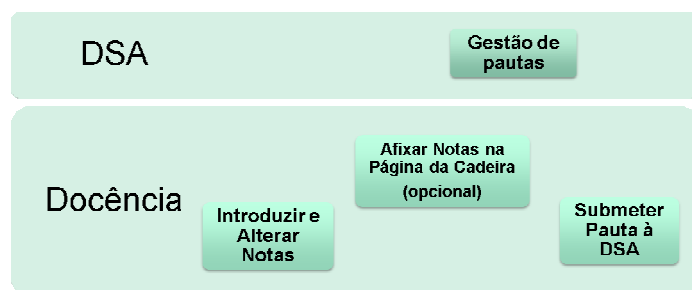 DSA
Gestão de
pautas
Docência
Introduzir e
Alterar
Notas
Afixar Notas na
Página da Cadeira
(opcional)
Submeter
Pauta à
DSA